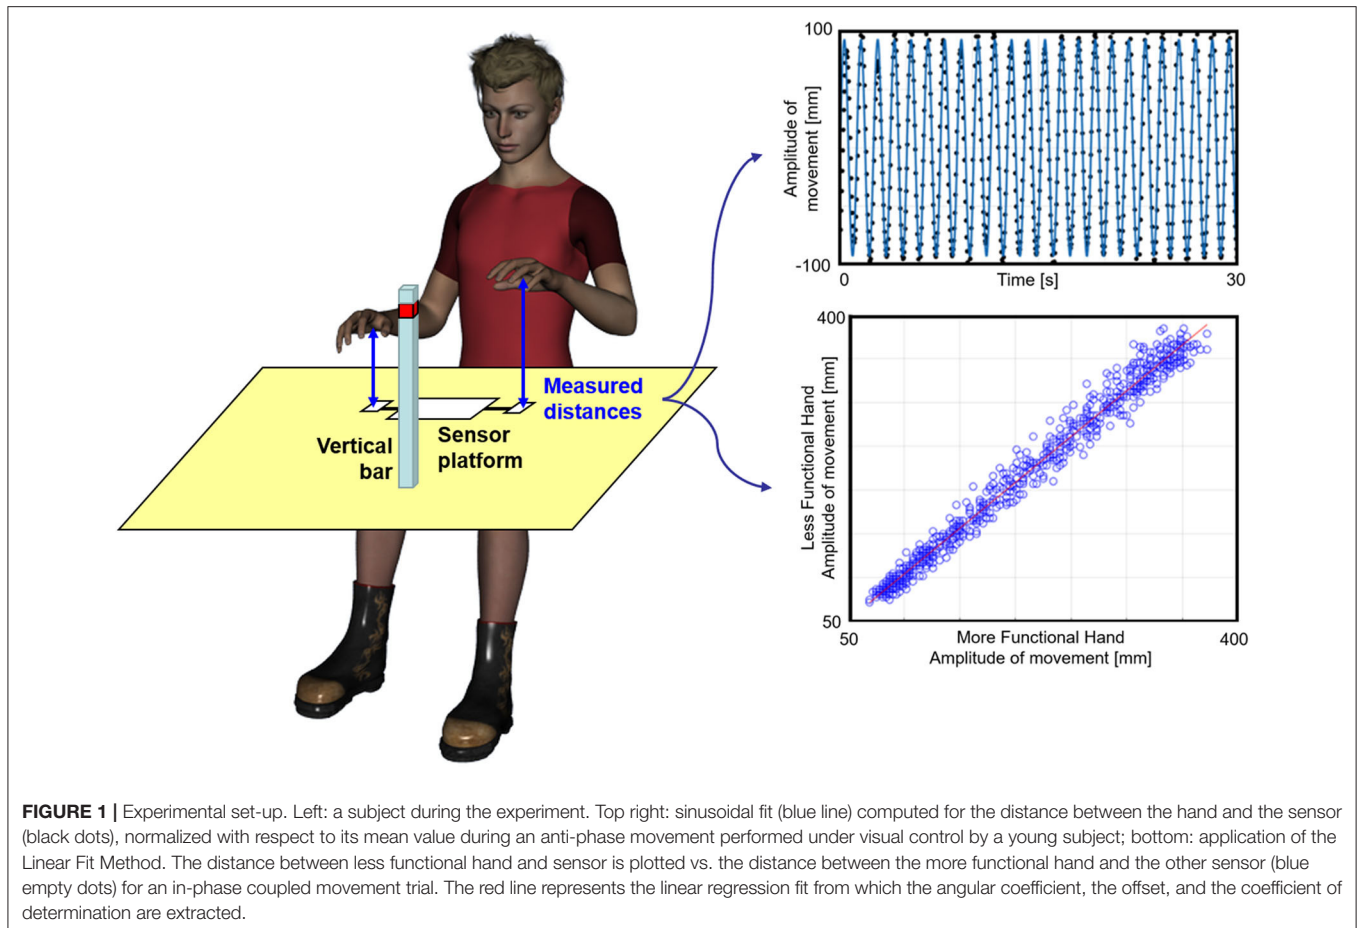 100
Amplitude of
movement [mm]
-100
0
Time [s]
30
Measured
distances
Vertical
bar
Sensor
platform
400
Less Functional Hand
Amplitude of movement [mm]
50
50
More Functional Hand
Amplitude of movement [mm]
400
FIGURE 1 | Experimental set-up. Left: a subject during the experiment. Top right: sinusoidal fit (blue line) computed for the distance between the hand and the sensor
(black dots), normalized with respect to its mean value during an anti-phase movement performed under visual control by a young subject; bottom: application of the
Linear Fit Method. The distance between less functional hand and sensor is plotted vs. the distance between the more functional hand and the other sensor (blue
empty dots) for an in-phase coupled movement trial. The red line represents the linear regression fit from which the angular coefficient, the offset, and the coefficient of
determination are extracted.